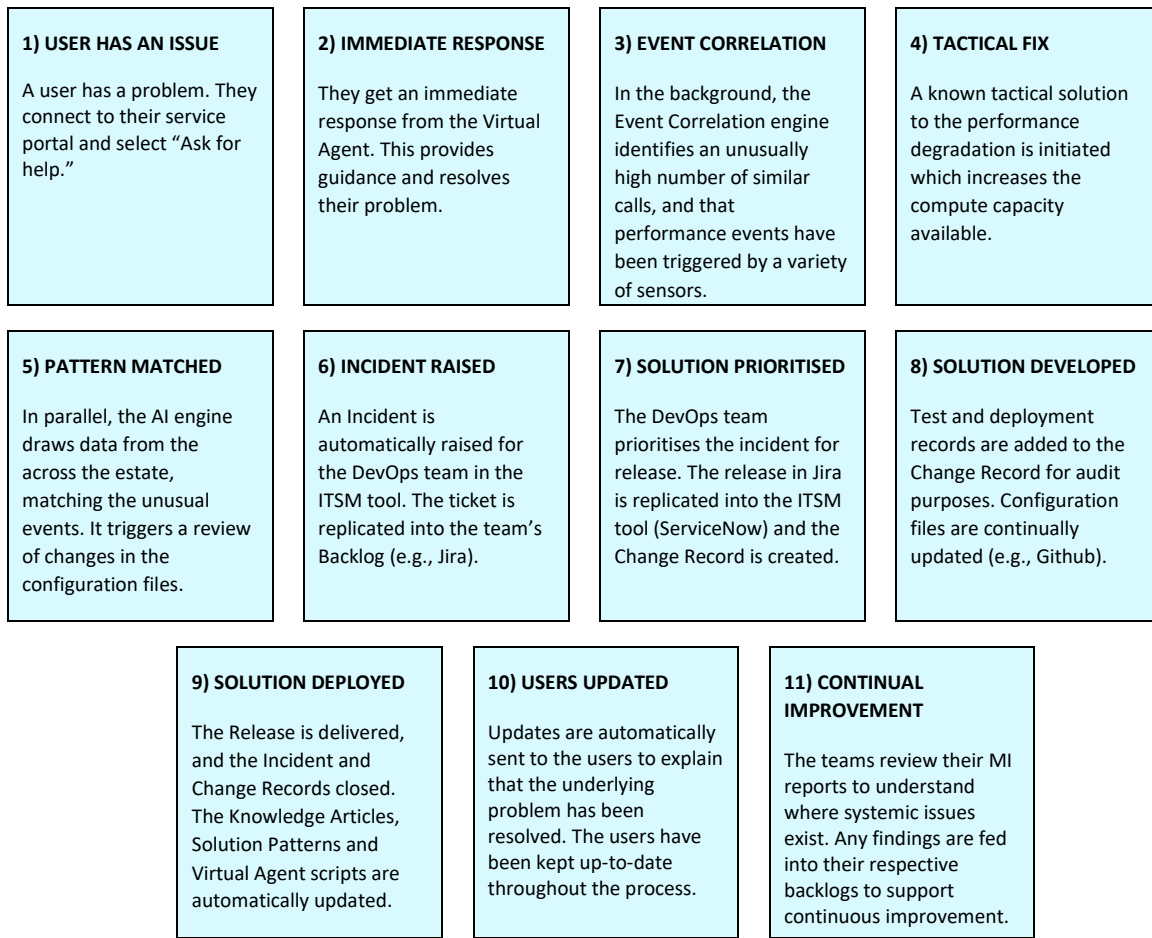 1) USER HAS AN ISSUE
A user has a problem. They
connect to their service
portal and select “Ask for
help.”
2) IMMEDIATE RESPONSE
They get an immediate
response from the Virtual
Agent. This provides
guidance and resolves
their problem.
3) EVENT CORRELATION
In the background, the
Event Correlation engine
identifies an unusually
high number of similar
calls, and that
performance events have
been triggered by a variety
of sensors.
4) TACTICAL FIX
A known tactical solution
to the performance
degradation is initiated
which increases the
compute capacity
available.
5) PATTERN MATCHED
In parallel, the AI engine
draws data from the
across the estate,
matching the unusual
events. It triggers a review
of changes in the
configuration files.
6) INCIDENT RAISED
An Incident is
automatically raised for
the DevOps team in the
ITSM tool. The ticket is
replicated into the team’s
Backlog (e.g., Jira).
7) SOLUTION PRIORITISED
The DevOps team
prioritises the incident for
release. The release in Jira
is replicated into the ITSM
tool (ServiceNow) and the
Change Record is created.
8) SOLUTION DEVELOPED
Test and deployment
records are added to the
Change Record for audit
purposes. Configuration
files are continually
updated (e.g., Github).
9) SOLUTION DEPLOYED
The Release is delivered,
and the Incident and
Change Records closed.
The Knowledge Articles,
Solution Patterns and
Virtual Agent scripts are
automatically updated.
10) USERS UPDATED
Updates are automatically
sent to the users to explain
that the underlying
problem has been
resolved. The users have
been kept up-to-date
throughout the process.
11) CONTINUAL
IMPROVEMENT
The teams review their MI
reports to understand
where systemic issues
exist. Any findings are fed
into their respective
backlogs to support
continuous improvement.